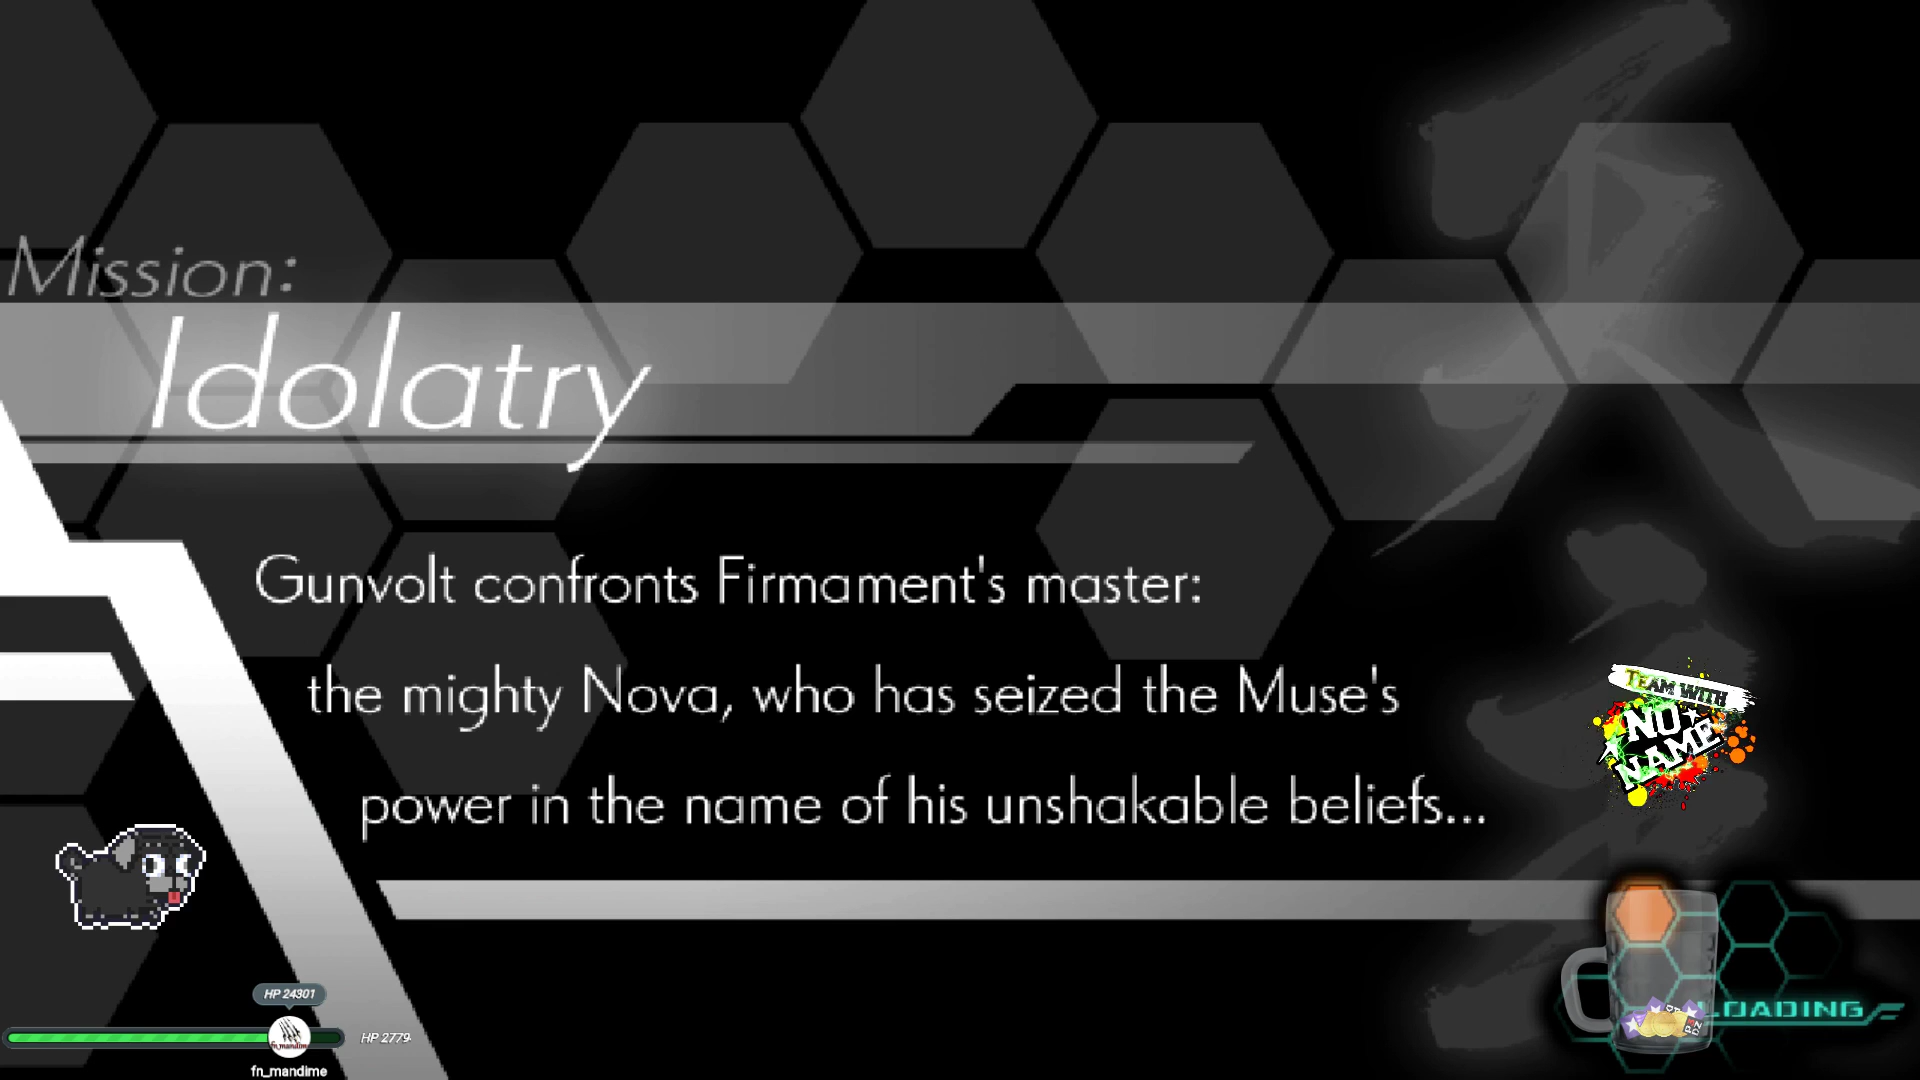 Mission:
Idolatry
Gunvolt confronts Firmament's master:
the mighty Nova, who has seized the Muse's
power in the name of his unshakable beliefs...
TEAM WITH
NO
NAME
HP 24301
HP 2779
fn_mandime
fn_mandime
LOADING